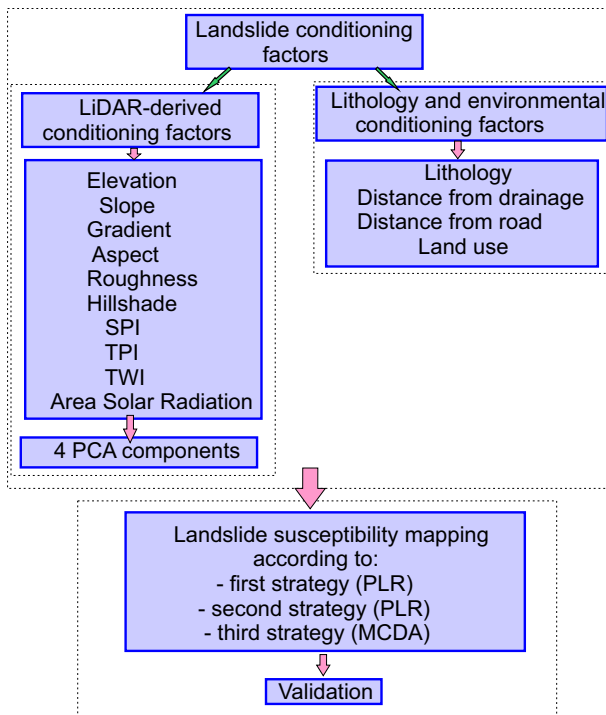 Landslide conditioning
factors
LiDAR-derived
conditioning factors
Elevation
Slope
Gradient
Aspect
Roughness
Hillshade
SPI
TPI
TWI
Area Solar Radiation
4 PCA components
Lithology and environmental
conditioning factors
Lithology
Distance from drainage
Distance from road
Land use
Landslide susceptibility mapping
according to:
- first strategy (PLR)
- second strategy (PLR)
- third strategy (MCDA)
Validation